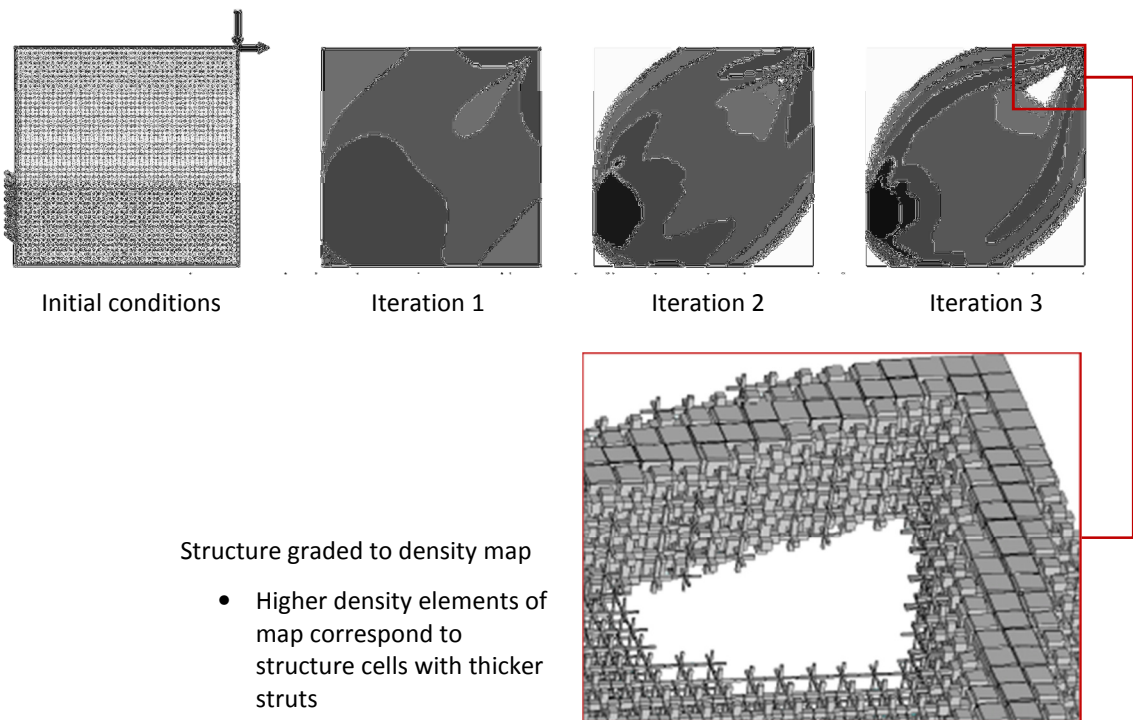 Initial conditions
Iteration 1
Iteration 2
Iteration 3
Structure graded to density map
• Higher density elements of
map correspond to
structure cells with thicker
struts